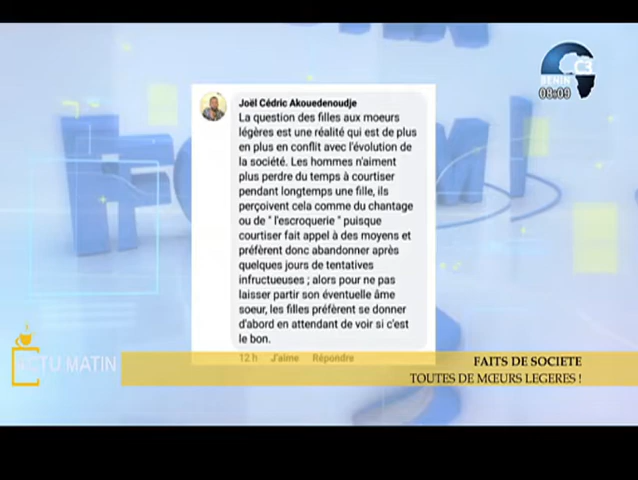 C3
BENIN
08:09
Joël Cédric Akouedenoudje
La question des filles aux moeurs
légères est une réalité qui est de plus
en plus en conflit avec l'évolution de
la société. Les hommes n'aiment
plus perdre du temps à courtiser
pendant longtemps une fille, ils
perçoivent cela comme du chantage
ou de " l'escroquerie " puisque
courtiser fait appel à des moyens et
préfèrent donc abandonner après
quelques jours de tentatives
infructueuses ; alors pour ne pas
laisser partir son éventuelle âme
soeur, les filles préfèrent se donner
d'abord en attendant de voir si c'est
le bon.
12 h J'aime Répondre
ACTU MATIN
FAITS DE SOCIETE
TOUTES DE MŒURS LEGERES !